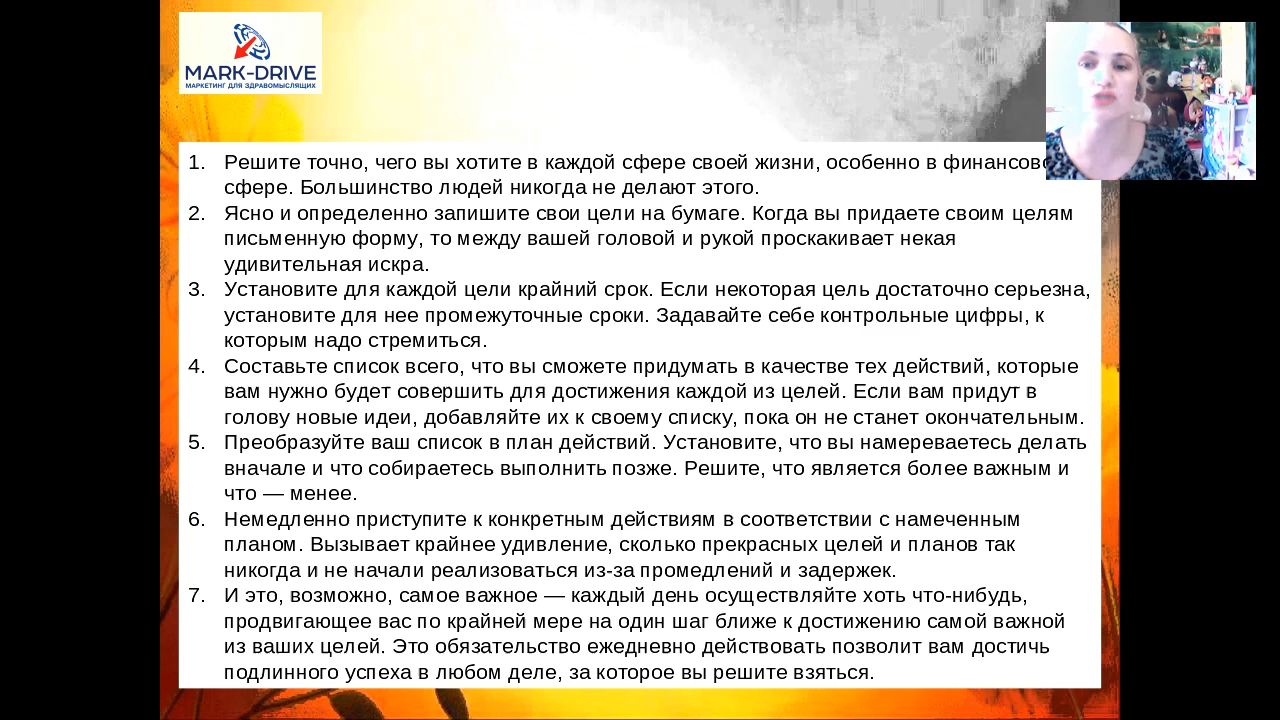 MARK-DRIVE
МАРКЕТИНГ ДЛЯ ЗДРАВОМЫСЛЯЩИХ
1. Решите точно, чего вы хотите в каждой сфере своей жизни, особенно в финансово
сфере. Большинство людей никогда не делают этого.
2. Ясно и определенно запишите свои цели на бумаге. Когда вы придаете своим целям
письменную форму, то между вашей головой и рукой проскакивает некая
удивительная искра.
3. Установите для каждой цели крайний срок. Если некоторая цель достаточно серьезна,
установите для нее промежуточные сроки. Задавайте себе контрольные цифры, к
которым надо стремиться.
4. Составьте список всего, что вы сможете придумать в качестве тех действий, которые
вам нужно будет совершить для достижения каждой из целей. Если вам придут в
голову новые идеи, добавляйте их к своему списку, пока он не станет окончательным.
5. Преобразуйте ваш список в план действий. Установите, что вы намереваетесь делать
вначале и что собираетесь выполнить позже. Решите, что является более важным и
что — менее.
6. Немедленно приступите к конкретным действиям в соответствии с намеченным
планом. Вызывает крайнее удивление, сколько прекрасных целей и планов так
никогда и не начали реализоваться из-за промедлений и задержек.
7. И это, возможно, самое важное — каждый день осуществляйте хоть что-нибудь,
продвигающее вас по крайней мере на один шаг ближе к достижению самой важной
из ваших целей. Это обязательство ежедневно действовать позволит вам достичь
подлинного успеха в любом деле, за которое вы решите взяться.